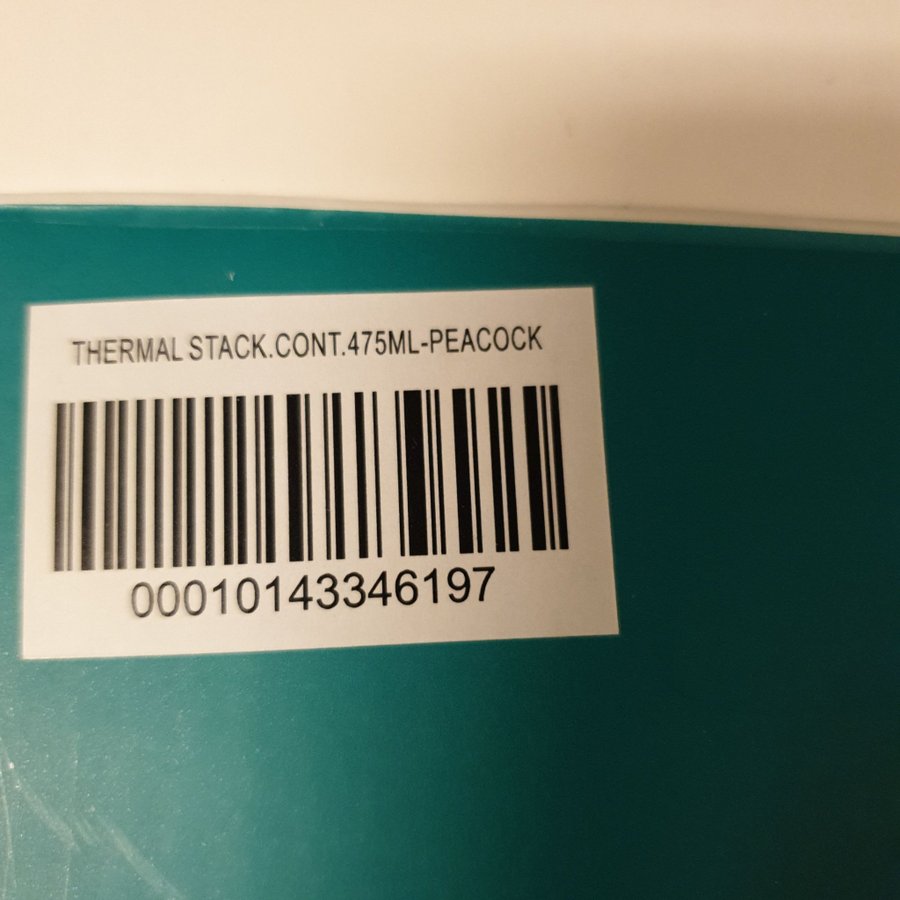 THERMAL STACK.CONT.475ML-PEACOCK
00010143346197